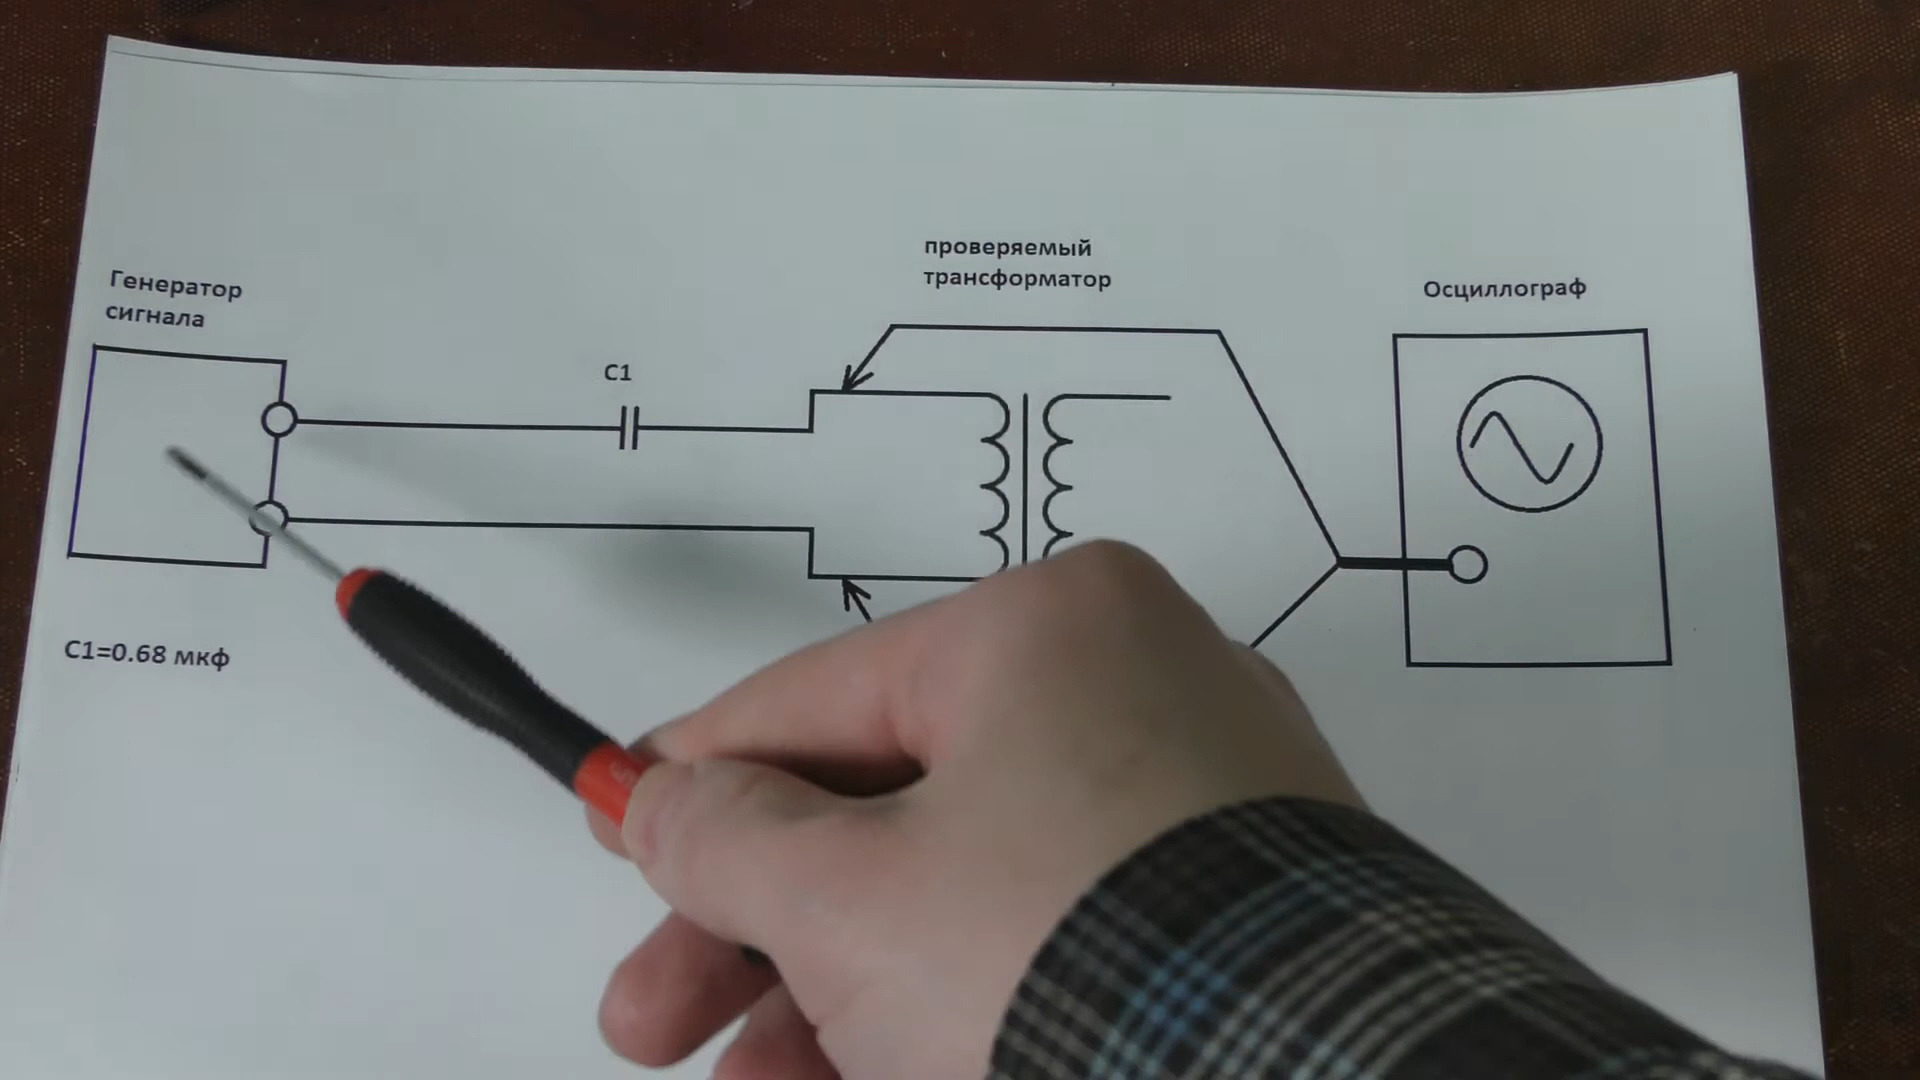 проверяемый
трансформатор
Генератор
сигнала
Осциллограф
C1
C1=0.68 мкф